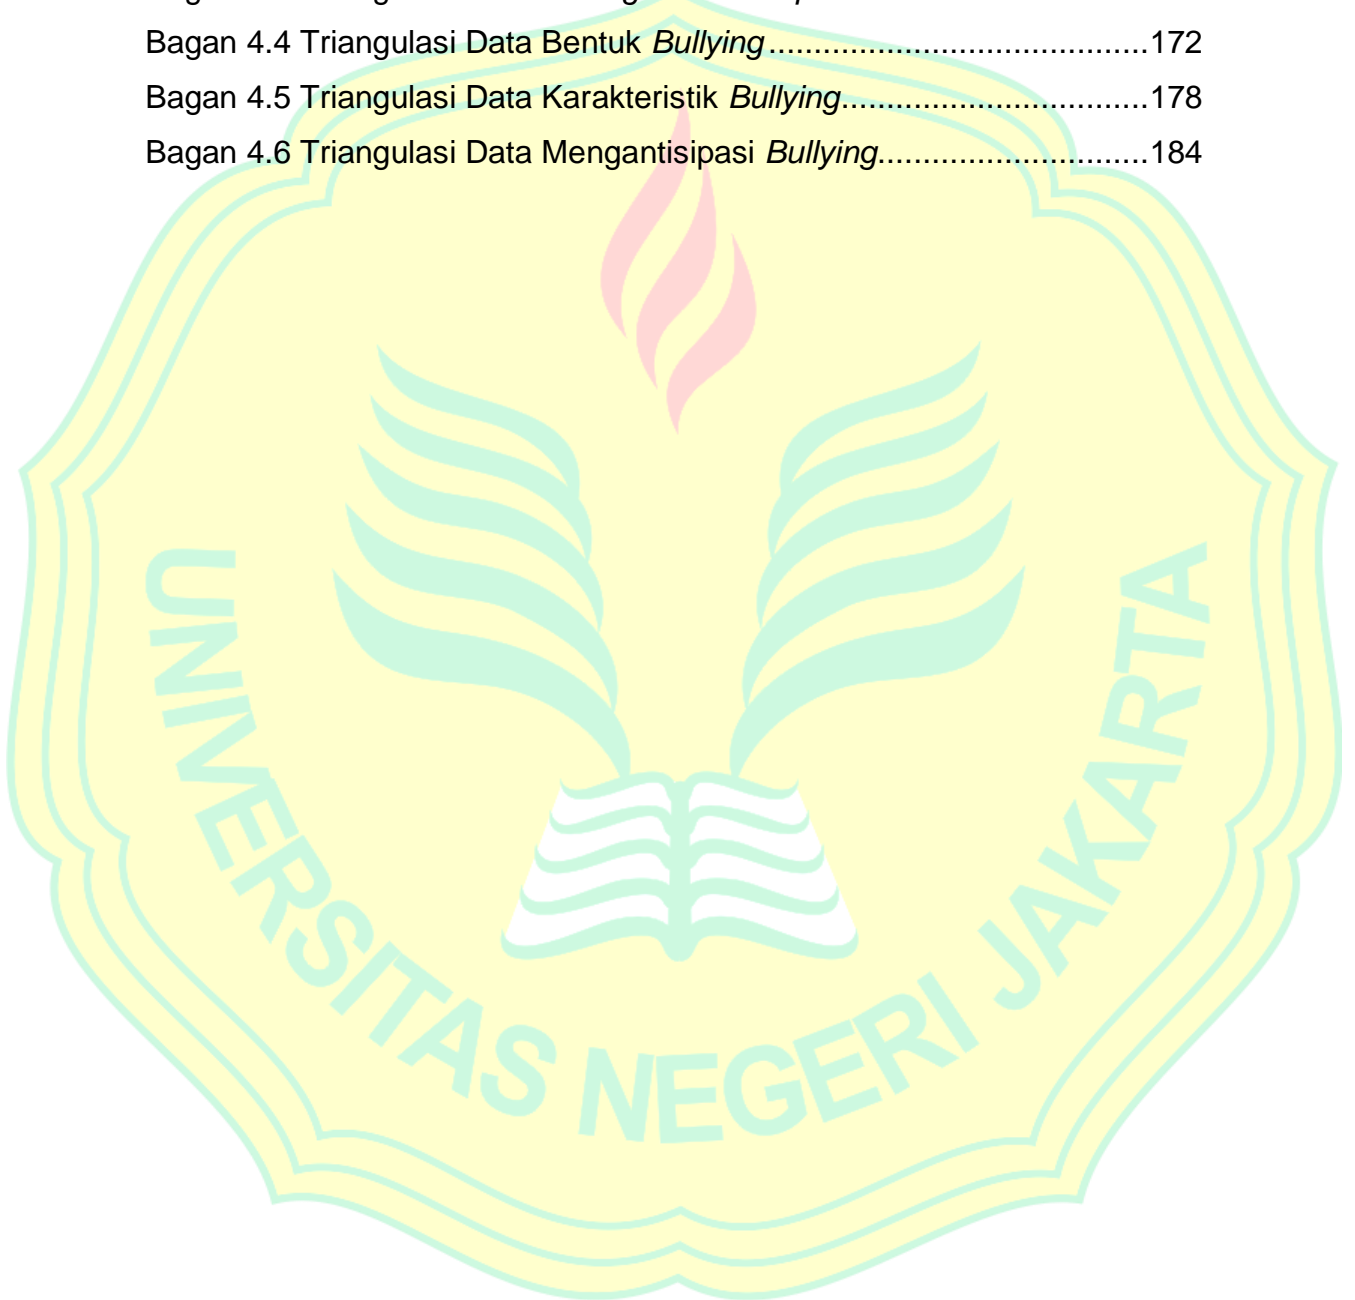 Bagan 4.4 Triangulasi Data Bentuk Bullying..........................................172
Bagan 4.5 Triangulasi Data Karakteristik Bullying..................................178
Bagan 4.6 Triangulasi Data Mengantisipasi Bullying..............................184
UNIVERSITAS NEGERI JAKARTA